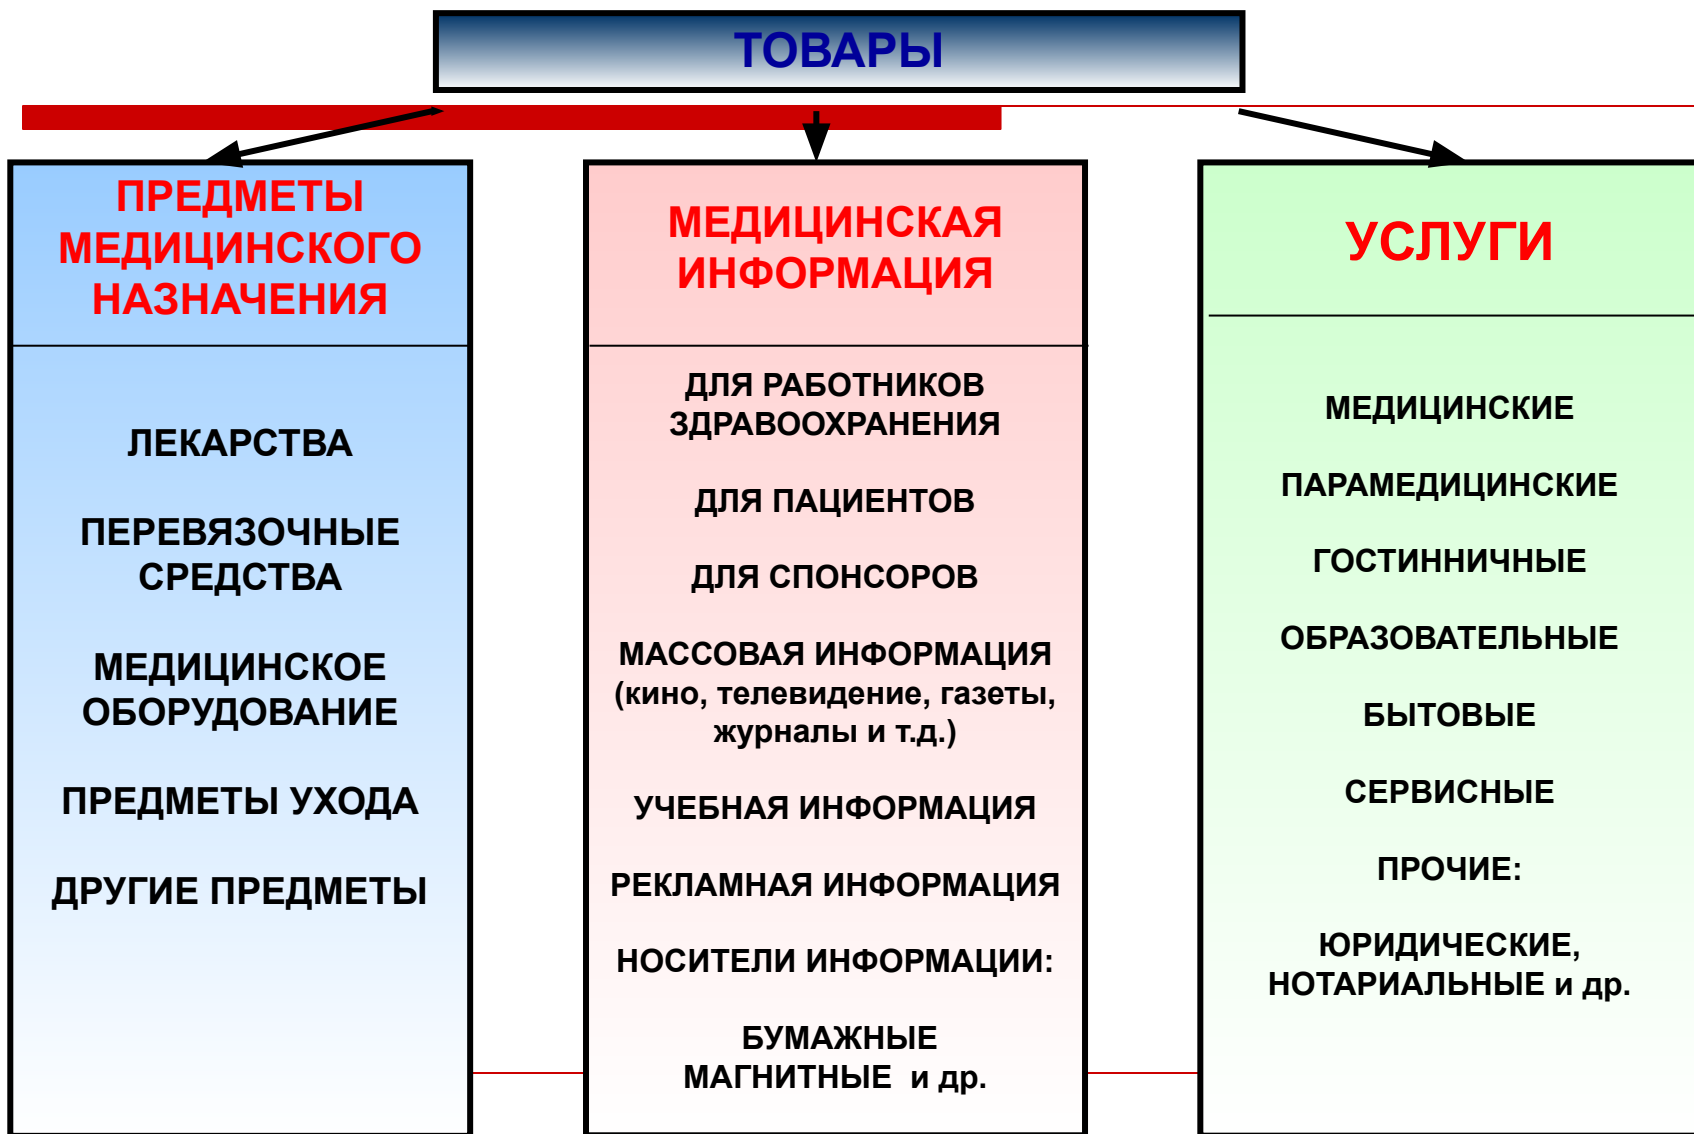 ТОВАРЫ
ПРЕДМЕТЫ
МЕДИЦИНСКОГО
НАЗНАЧЕНИЯ
ЛЕКАРСТВА
ПЕРЕВЯЗОЧНЫЕ
СРЕДСТВА
МЕДИЦИНСКОЕ
ОБОРУДОВАНИЕ
ПРЕДМЕТЫ УХОДА
ДРУГИЕ ПРЕДМЕТЫ
МЕДИЦИНСКАЯ
ИНФОРМАЦИЯ
ДЛЯ РАБОТНИКОВ
ЗДРАВООХРАНЕНИЯ
ДЛЯ ПАЦИЕНТОВ
ДЛЯ СПОНСОРОВ
МАССОВАЯ ИНФОРМАЦИЯ
(кино, телевидение, газеты,
журналы и т.д.)
УЧЕБНАЯ ИНФОРМАЦИЯ
РЕКЛАМНАЯ ИНФОРМАЦИЯ
НОСИТЕЛИ ИНФОРМАЦИИ:
БУМАЖНЫЕ
МАГНИТНЫЕ и др.
УСЛУГИ
МЕДИЦИНСКИЕ
ПАРАМЕДИЦИНСКИЕ
ГОСТИННИЧНЫЕ
ОБРАЗОВАТЕЛЬНЫЕ
БЫТОВЫЕ
СЕРВИСНЫЕ
ПРОЧИЕ:
ЮРИДИЧЕСКИЕ,
НОТАРИАЛЬНЫЕ и др.